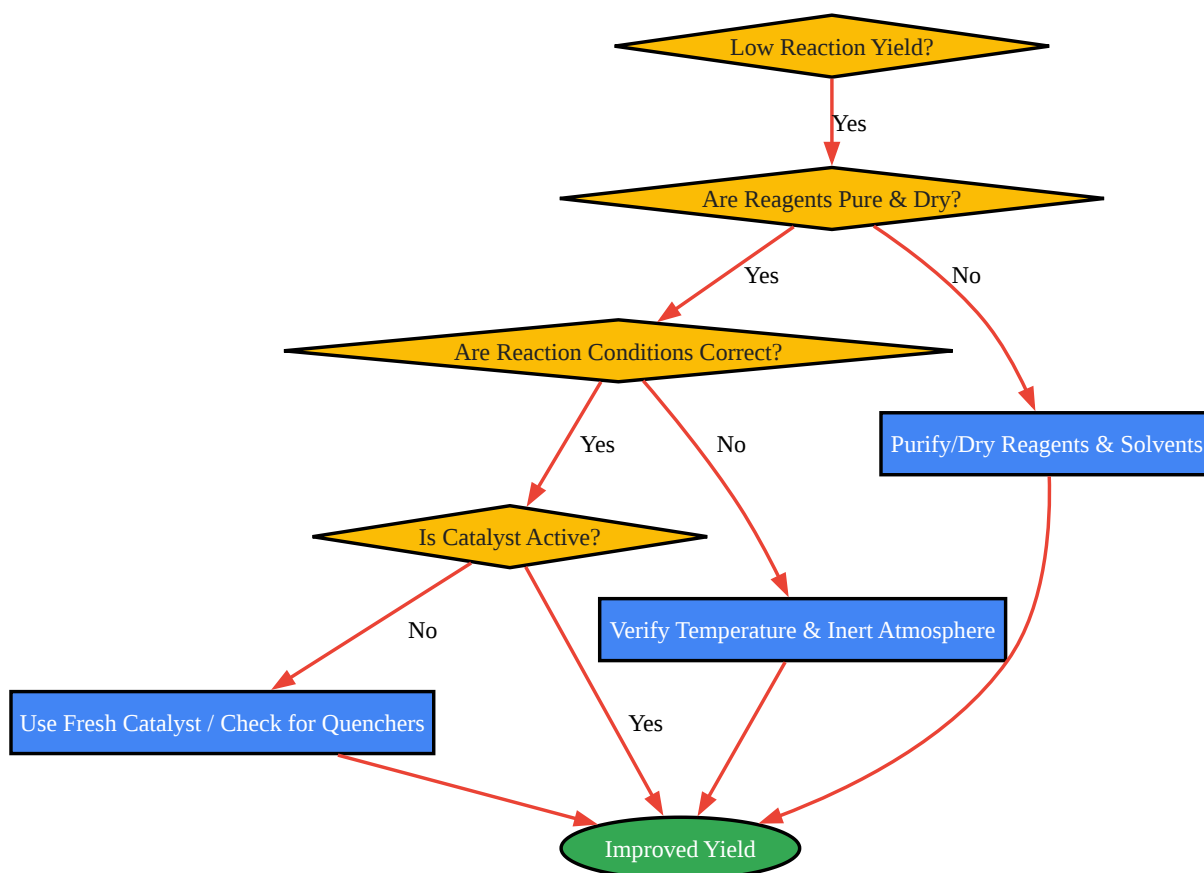 Low Reaction Yield?
Yes
Are Reagents Pure & Dry?
Yes
No
Are Reaction Conditions Correct?
Yes
No
Purify/Dry Reagents & Solvents
Is Catalyst Active?
No
Verify Temperature & Inert Atmosphere
Use Fresh Catalyst / Check for Quenchers
Yes
Improved Yield